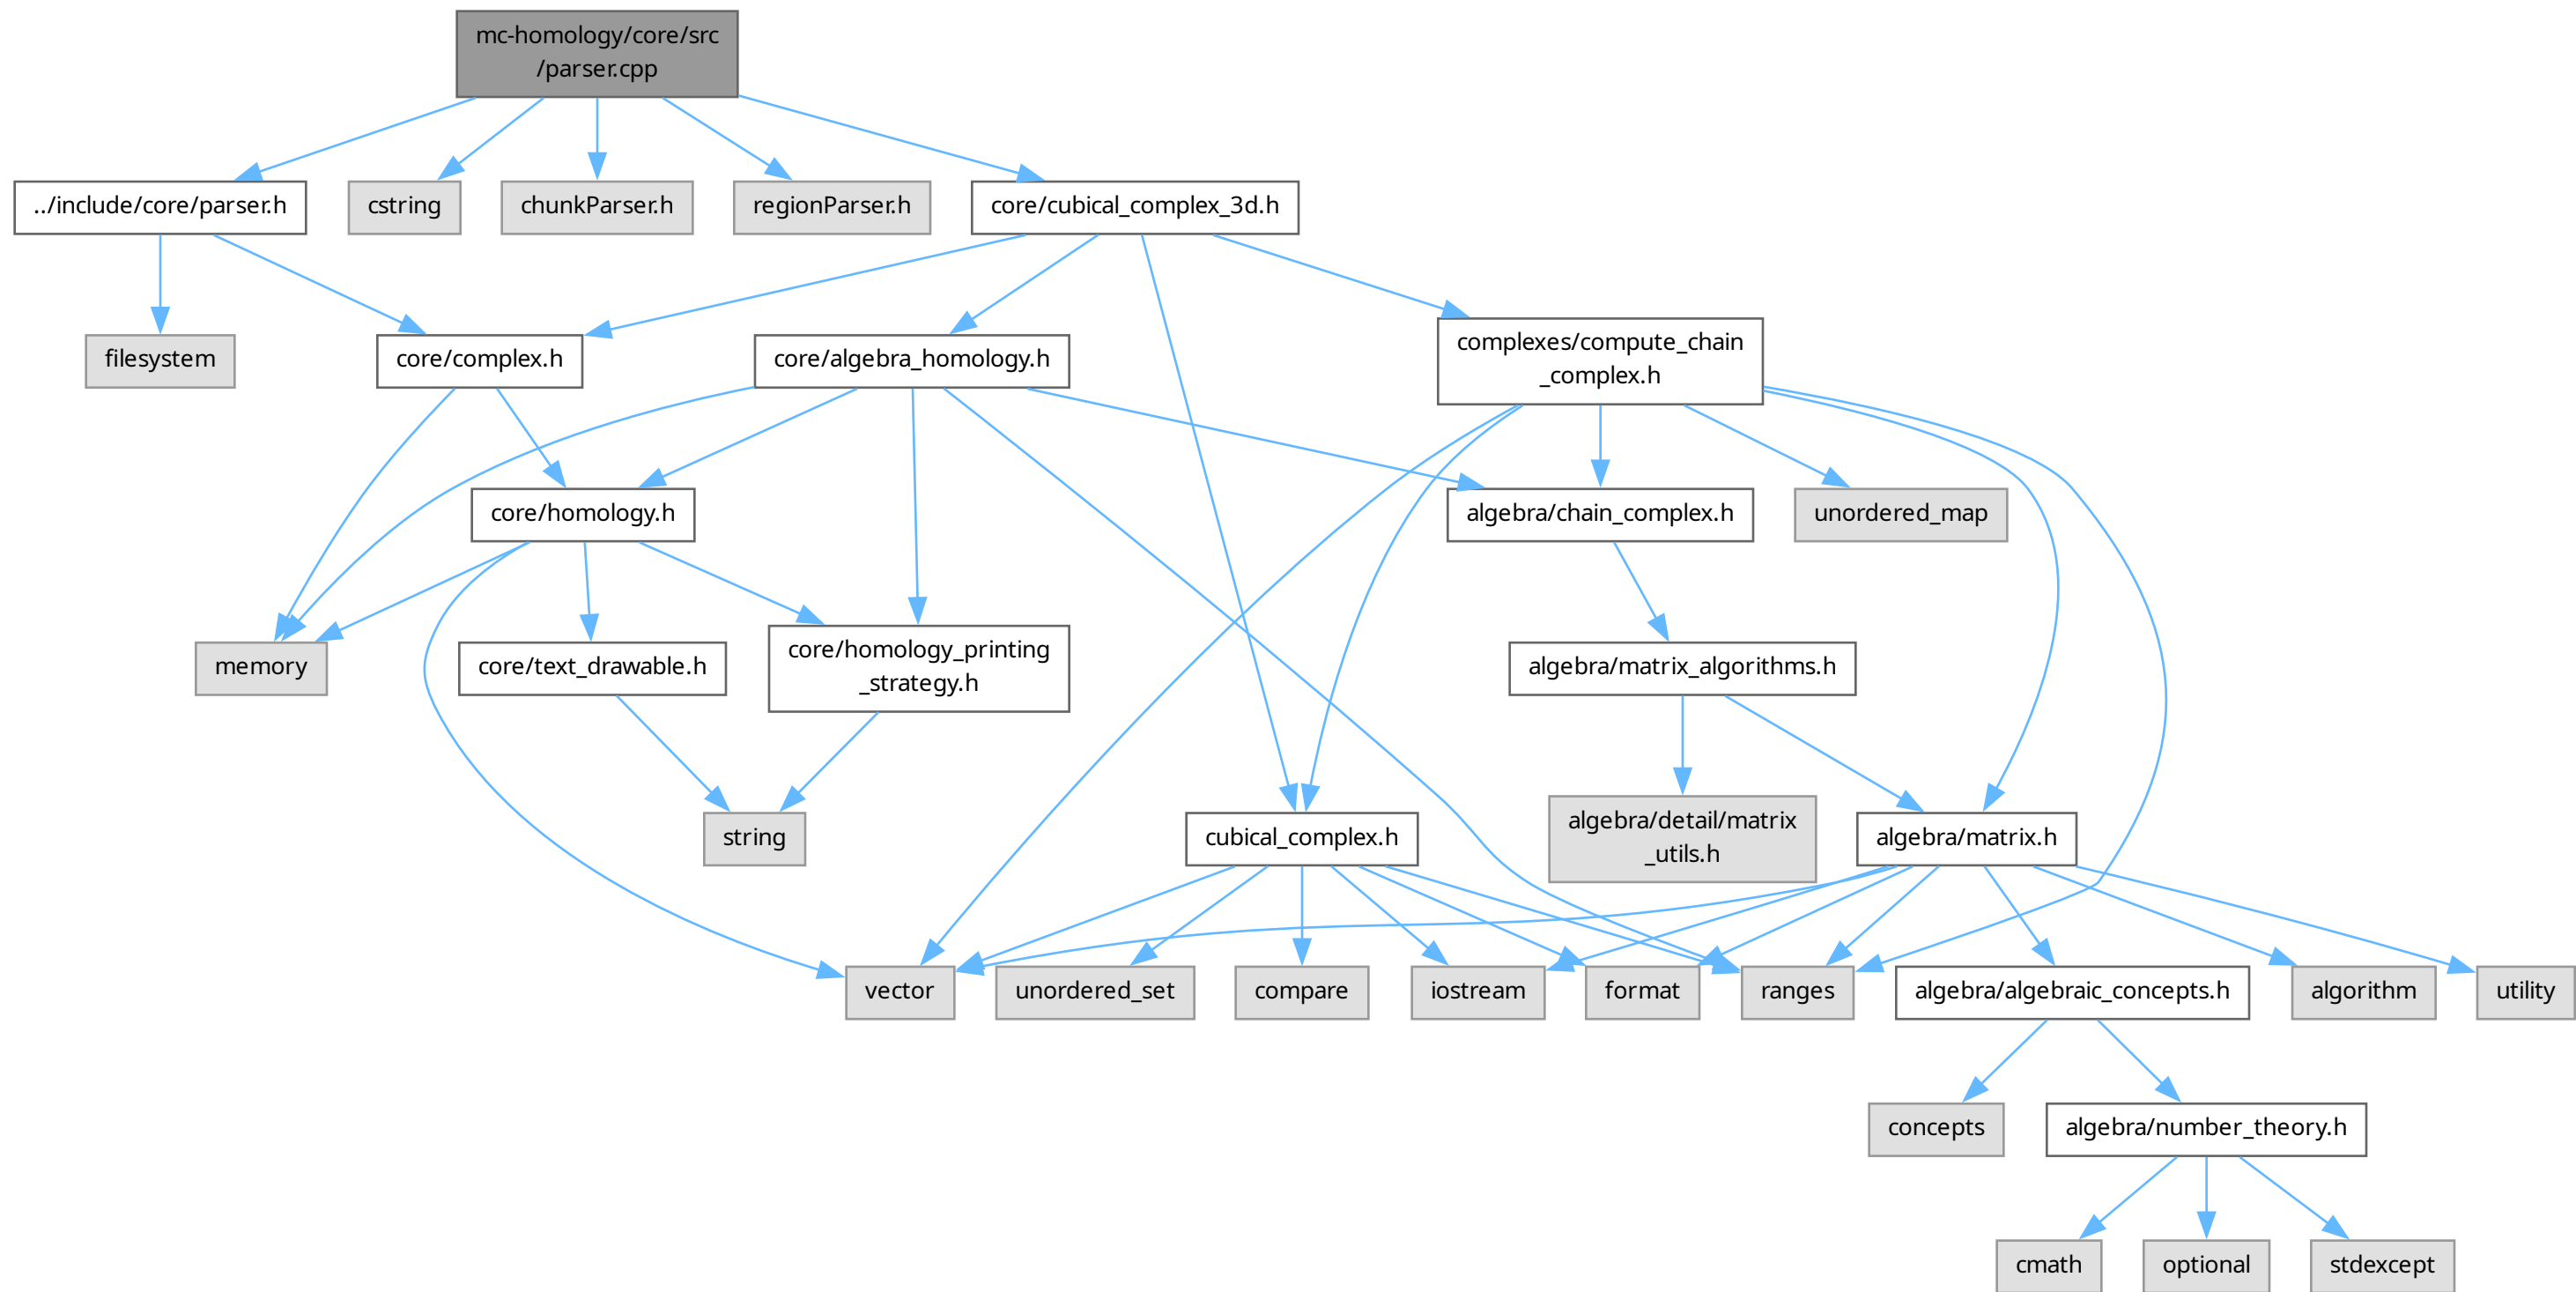 mc-homology/core/src
/parser.cpp
../include/core/parser.h
cstring
chunkParser.h
regionParser.h
core/cubical_complex_3d.h
filesystem
core/complex.h
core/algebra_homology.h
complexes/compute_chain
_complex.h
core/homology.h
algebra/chain_complex.h
unordered_map
memory
core/text_drawable.h
core/homology_printing
_strategy.h
algebra/matrix_algorithms.h
string
cubical_complex.h
algebra/detail/matrix
_utils.h
algebra/matrix.h
vector
unordered_set
compare
iostream
format
ranges
algebra/algebraic_concepts.h
algorithm
utility
concepts
algebra/number_theory.h
cmath
optional
stdexcept